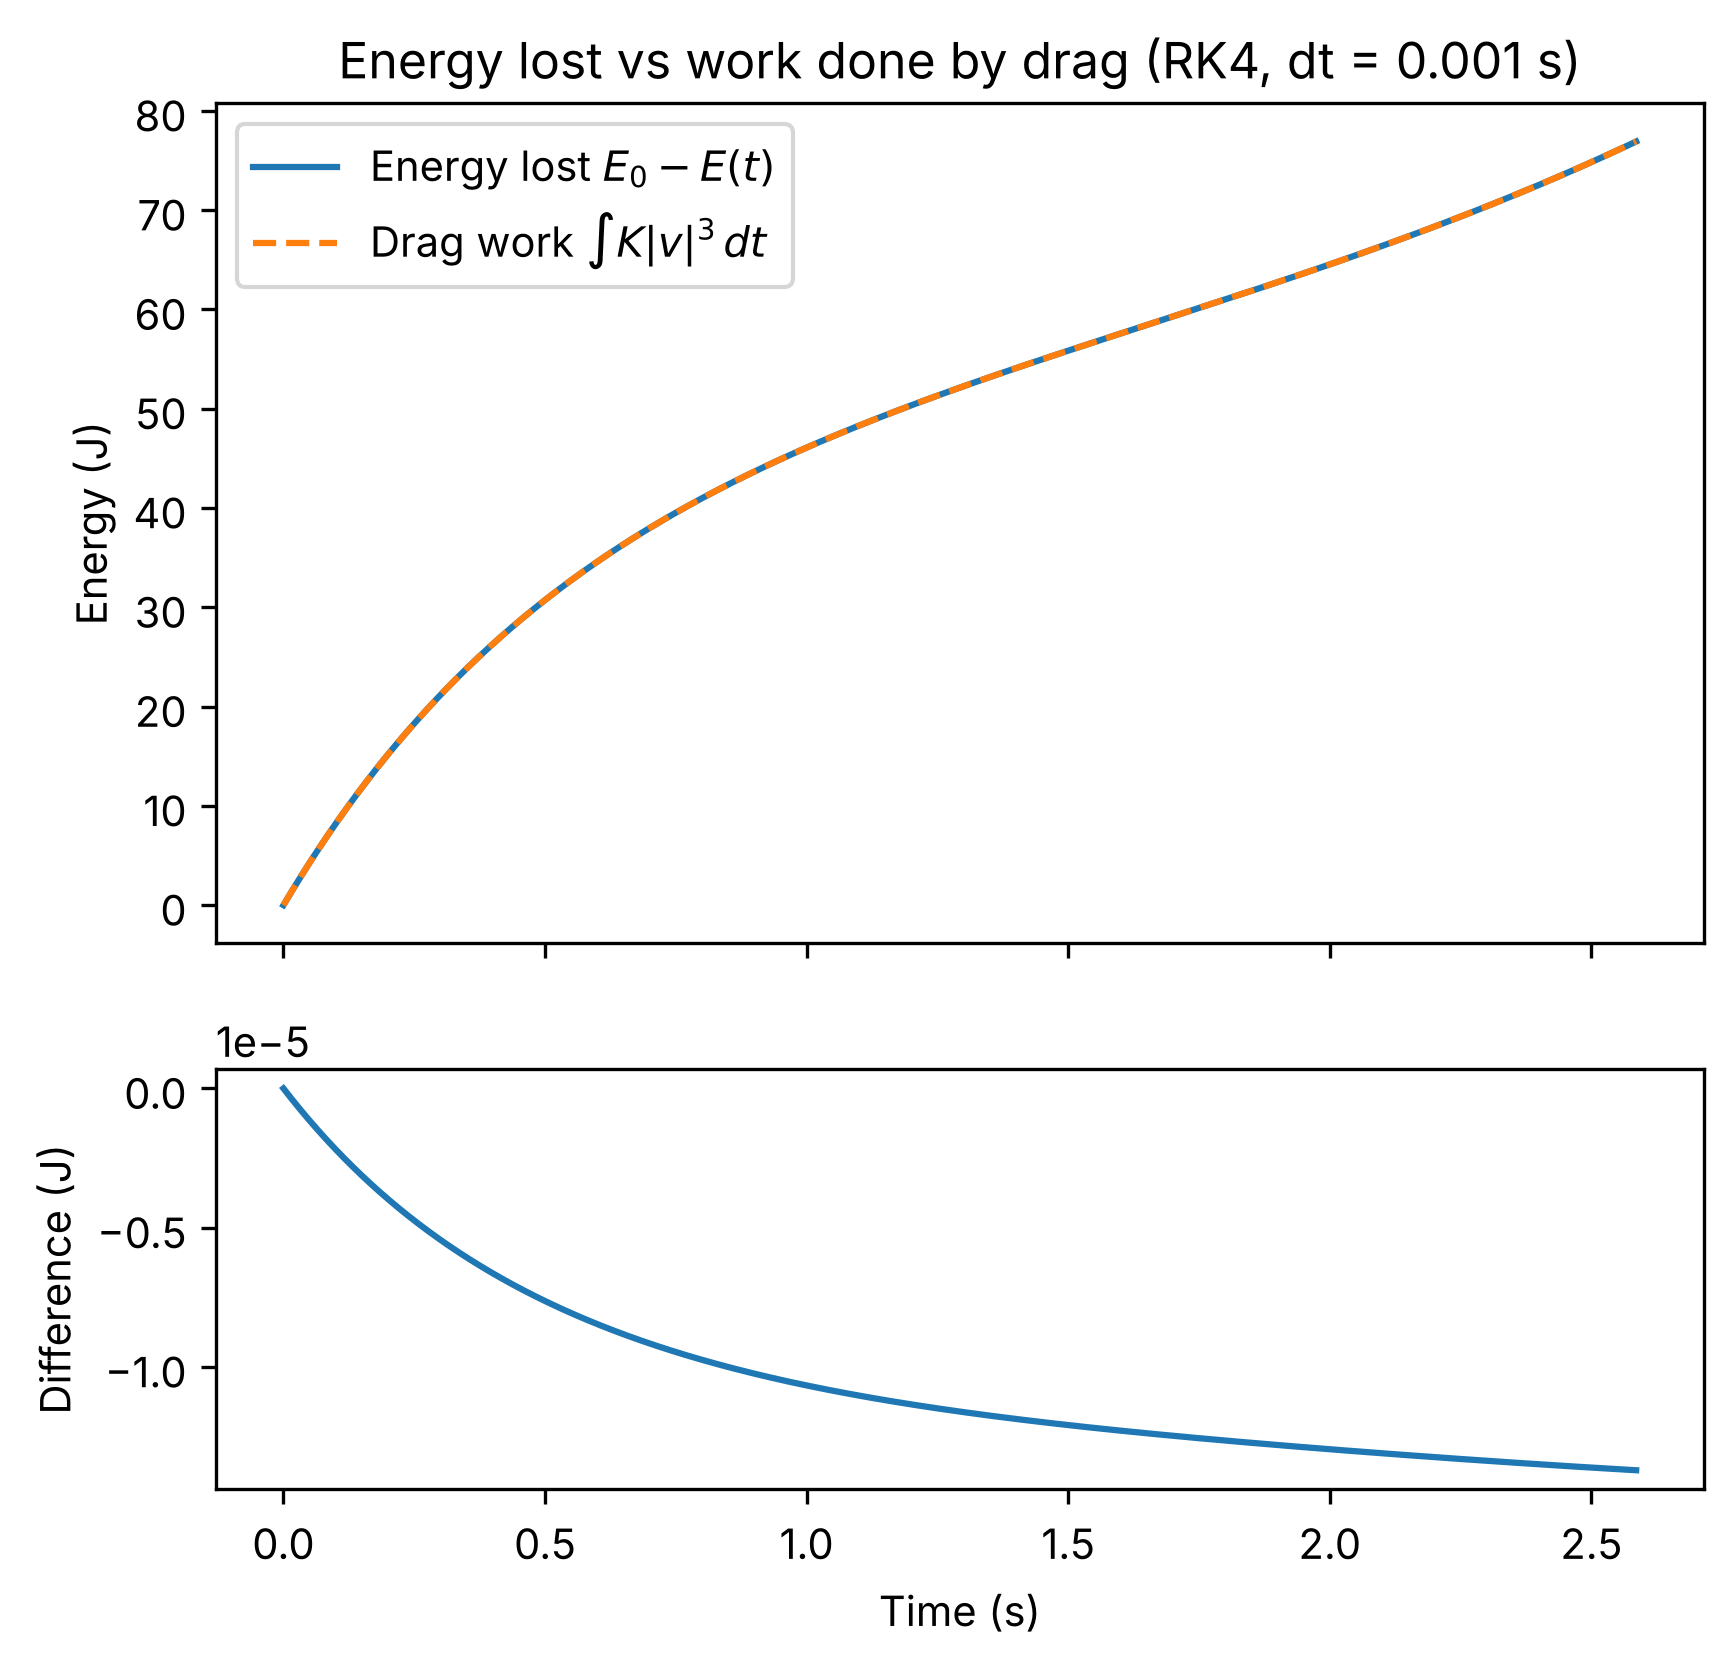 Energy lost vs work done by drag (RK4, dt = 0.001 s)
80
70
60
50
40
30
20
10
0
Energy (J)
Energy lost E₀ − E(t)
Drag work ∫K|v|³ dt
1e−5
0.0
−0.5
−1.0
Difference (J)
0.0 0.5 1.0 1.5 2.0 2.5
Time (s)